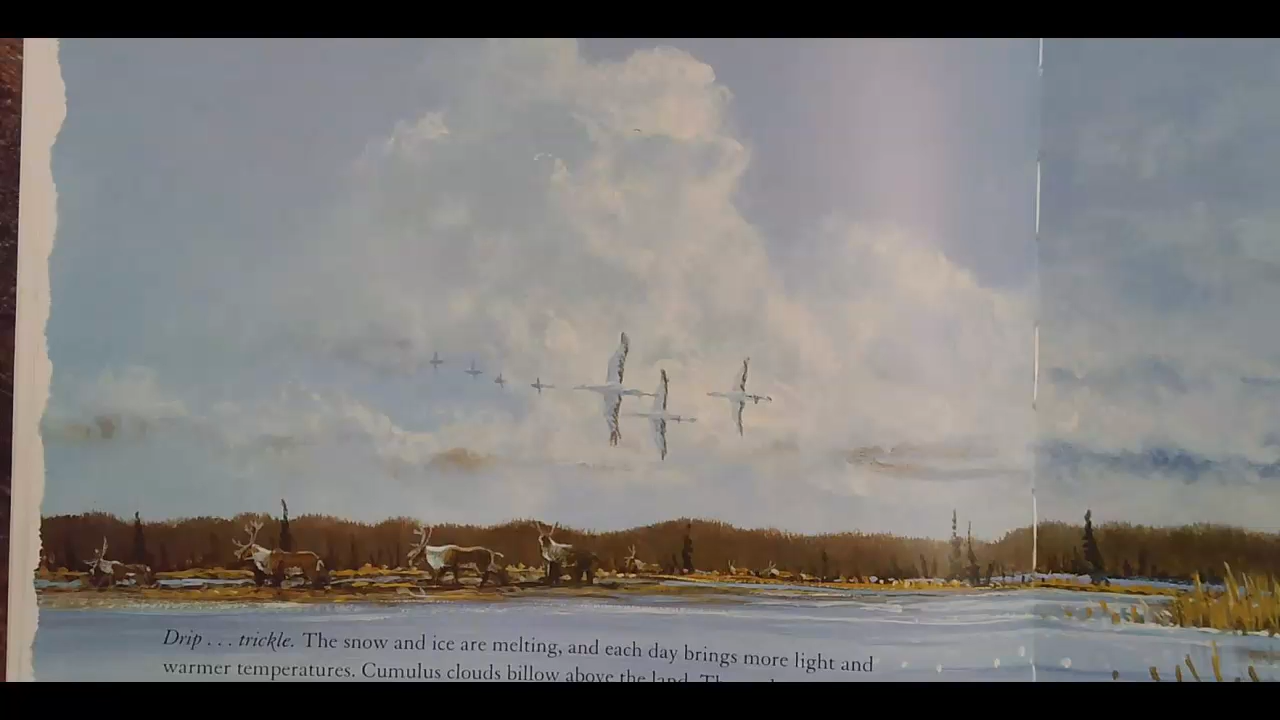 Drip . . . trickle. The snow and ice are melting, and each day brings more light and
warmer temperatures. Cumulus clouds billow above the land.